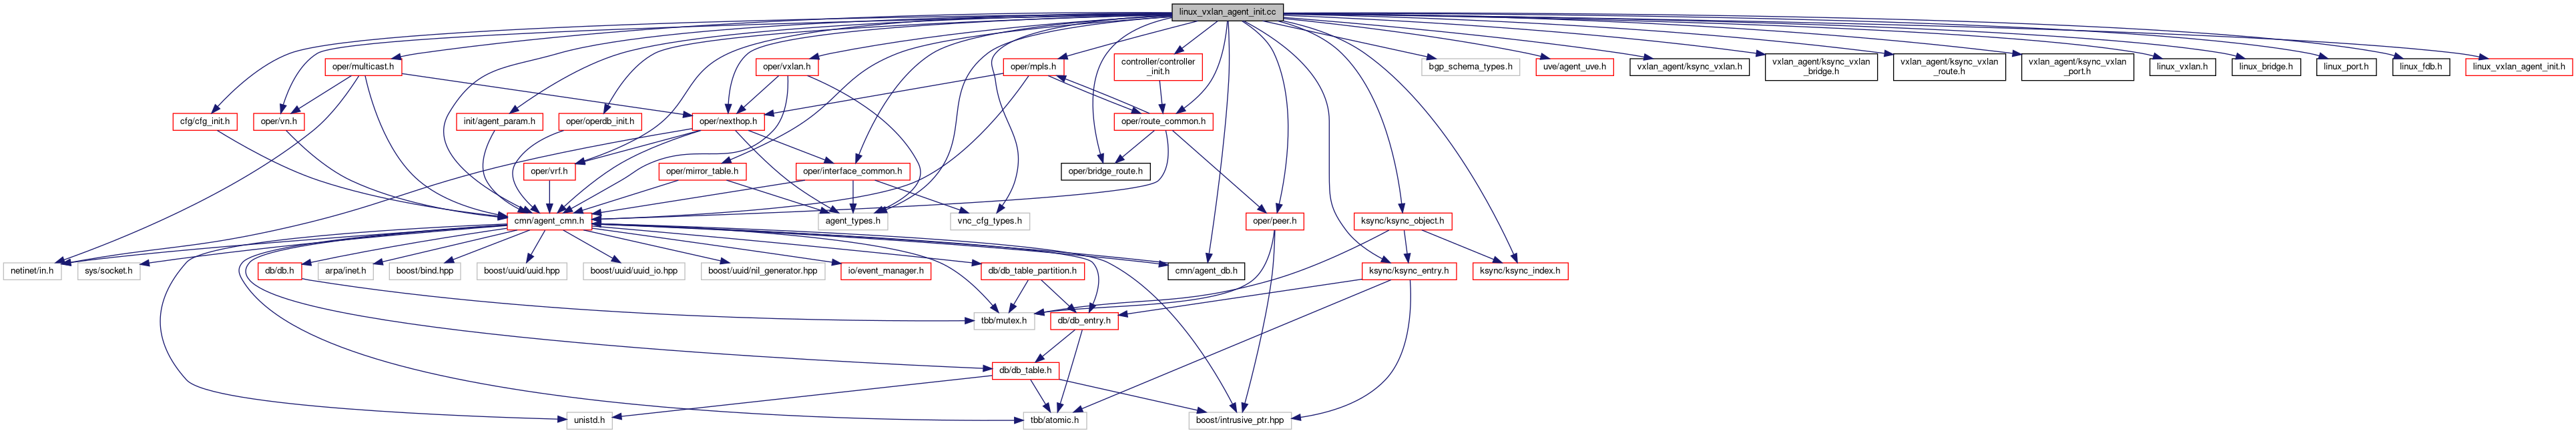 linux_vxlan_agent_init.cc
oper/multicast.h
oper/vxlan.h
oper/mpls.h
controller/controller
_init.h
bgp_schema_types.h
uve/agent_uve.h
vxlan_agent/ksync_vxlan.h
vxlan_agent/ksync_vxlan
_bridge.h
vxlan_agent/ksync_vxlan
_route.h
vxlan_agent/ksync_vxlan
_port.h
linux_vxlan.h
linux_bridge.h
linux_port.h
linux_fdb.h
linux_vxlan_agent_init.h
cfg/cfg_init.h
oper/vn.h
init/agent_param.h
oper/operdb_init.h
oper/nexthop.h
oper/route_common.h
oper/vrf.h
oper/mirror_table.h
oper/interface_common.h
oper/bridge_route.h
cmn/agent_cmn.h
agent_types.h
vnc_cfg_types.h
oper/peer.h
ksync/ksync_object.h
netinet/in.h
sys/socket.h
db/db.h
arpa/inet.h
boost/bind.hpp
boost/uuid/uuid.hpp
boost/uuid/uuid_io.hpp
boost/uuid/nil_generator.hpp
io/event_manager.h
db/db_table_partition.h
cmn/agent_db.h
ksync/ksync_entry.h
ksync/ksync_index.h
tbb/mutex.h
db/db_entry.h
db/db_table.h
unistd.h
tbb/atomic.h
boost/intrusive_ptr.hpp